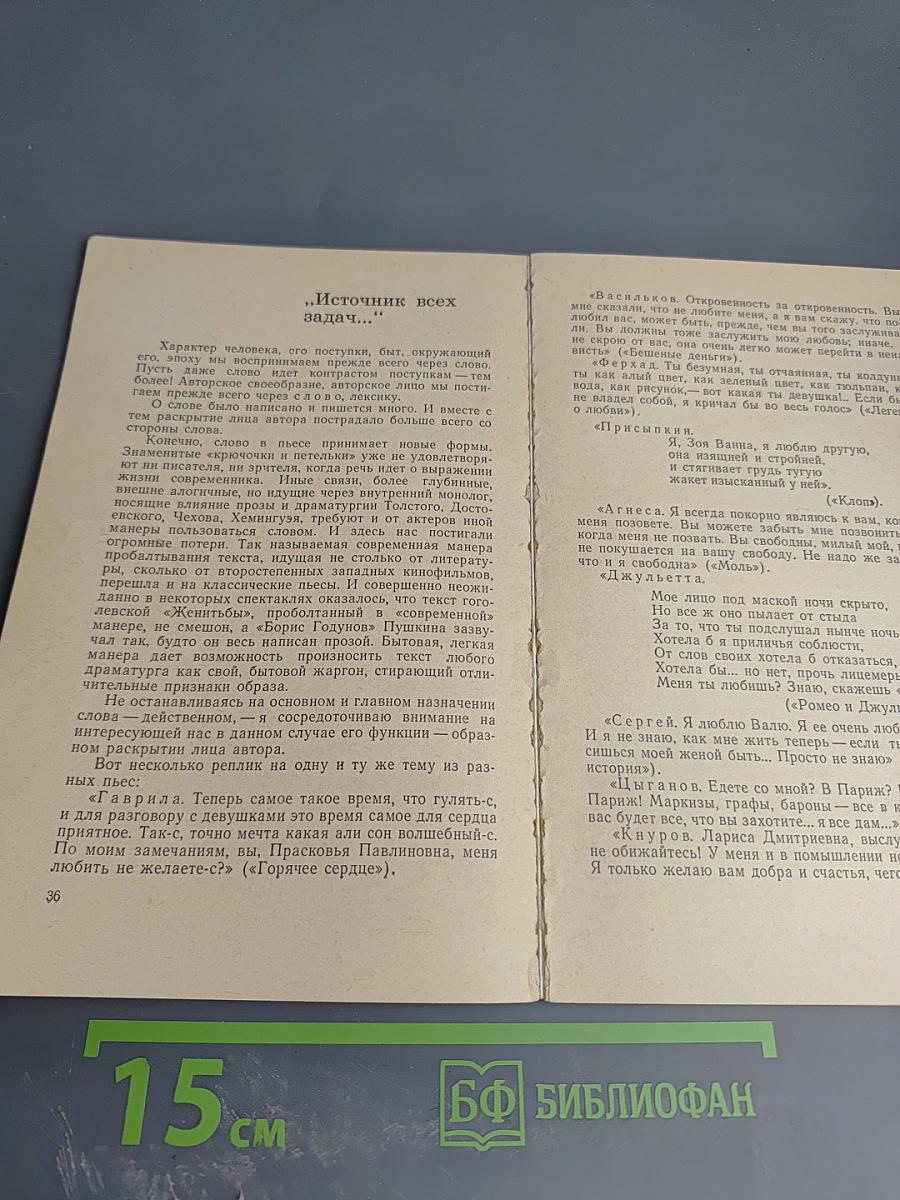 „Источник всех
задач..."
Характер человека, его поступки, быт, окружающий
его, эпоху мы воспринимаем прежде всего через слово.
Пусть даже слово идет контрастом поступкам — тем
более! Авторское своеобразие, авторское лицо мы пости-
гаем прежде всего через слово, лексику.
О слове было написано и пишется много. И вместе с
тем раскрытие лица автора пострадало больше всего со
стороны слова.
Конечно, слово в пьесе принимает новые формы.
Знаменитые «крючочки и петельки» уже не удовлетворя-
ют ни писателя, ни зрителя, когда речь идет о выражении
жизни современника. Иные связи, более глубинные,
внешне алогичные, но идущие через внутренний монолог,
носящие влияние прозы и драматургии Толстого, Досто-
евского, Чехова, Хемингуэя, требуют и от актеров иной
манеры пользоваться словом. И здесь нас постигали
огромные потери. Так называемая современная манера
пробалтывания текста, идущая не столько от литерату-
ры, сколько от второстепенных западных кинофильмов,
перешла и на классические пьесы. И совершенно неожи-
данно в некоторых спектаклях оказалось, что текст гого-
левской «Женитьбы», проболтанный в «современной»
манере, не смешон, а «Борис Годунов» Пушкина зазву-
чал так, будто он весь написан прозой. Бытовая, легкая
манера дает возможность произносить текст любого
драматурга как свой, бытовой жаргон, стирающий отли-
чительные признаки образа.
Не останавливаясь на основном и главном назначении
слова — действенном, — я сосредоточиваю внимание на
интересующей нас в данном случае его функции — образ-
ном раскрытии лица автора.
Вот несколько реплик на одну и ту же тему из раз-
ных пьес:
«Гаврила. Теперь самое такое время, что гулять-с,
и для разговору с девушками это время самое для сердца
приятное. Так-с, точно мечта какая али сон волшебный-с.
По моим замечаниям, вы, Прасковья Павлиновна, меня
любить не желаете-с?» («Горячее сердце»).
36
«Васильков. Откровенность за откровенность. Вы
мне сказали, что не любите меня, а я вам скажу, что по-
любил вас, может быть, прежде, чем вы того заслужива
ли. Вы должны тоже заслужить мою любовь; иначе,
не скрою от вас, она очень легко может перейти в нена
висть» («Бешеные деньги»).
«Ферхад. Ты безумная, ты отчаянная, ты колдунь
ты как алый цвет, как зеленый цвет, как тюльпан, к
вода, как рисунок,— вот какая ты девушка!.. Если бы
не владел собой, я кричал бы во весь голос» («Леген
о любви»).
«Присыпкин.
Я, Зоя Ванна, я люблю другую,
она изящней и стройней,
и стягивает грудь тугую
жакет изысканный у ней».
(«Клоп»).
«Агнеса. Я всегда покорно являюсь к вам, ко
меня позовете. Вы можете забыть мне позвонить
когда меня не позвать. Вы свободны, милый мой,
не покушается на вашу свободу. Не надо же за
что и я свободна» («Моль»).
«Джульетта.
Мое лицо под маской ночи скрыто,
Но все ж оно пылает от стыда
За то, что ты подслушал нынче ночь
Хотела б я приличья соблюсти,
От слов своих хотела б отказаться,
Хотела бы... но нет, прочь лицемерь
Меня ты любишь? Знаю, скажешь «
(«Ромео и Джуль
«Сергей. Я люблю Валю. Я ее очень люб
И я не знаю, как мне жить теперь — если ты
сишься моей женой быть... Просто не знаю»
история»).
«Цыганов. Едете со мной? В Париж?
Париж! Маркизы, графы, бароны — все в к
вас будет все, что вы захотите... я все дам...»
«Кнуров. Лариса Дмитриевна, выслу
не обижайтесь! У меня и в помышлении не
Я только желаю вам добра и счастья, чего
15 см
БФ БИБЛИОФАН